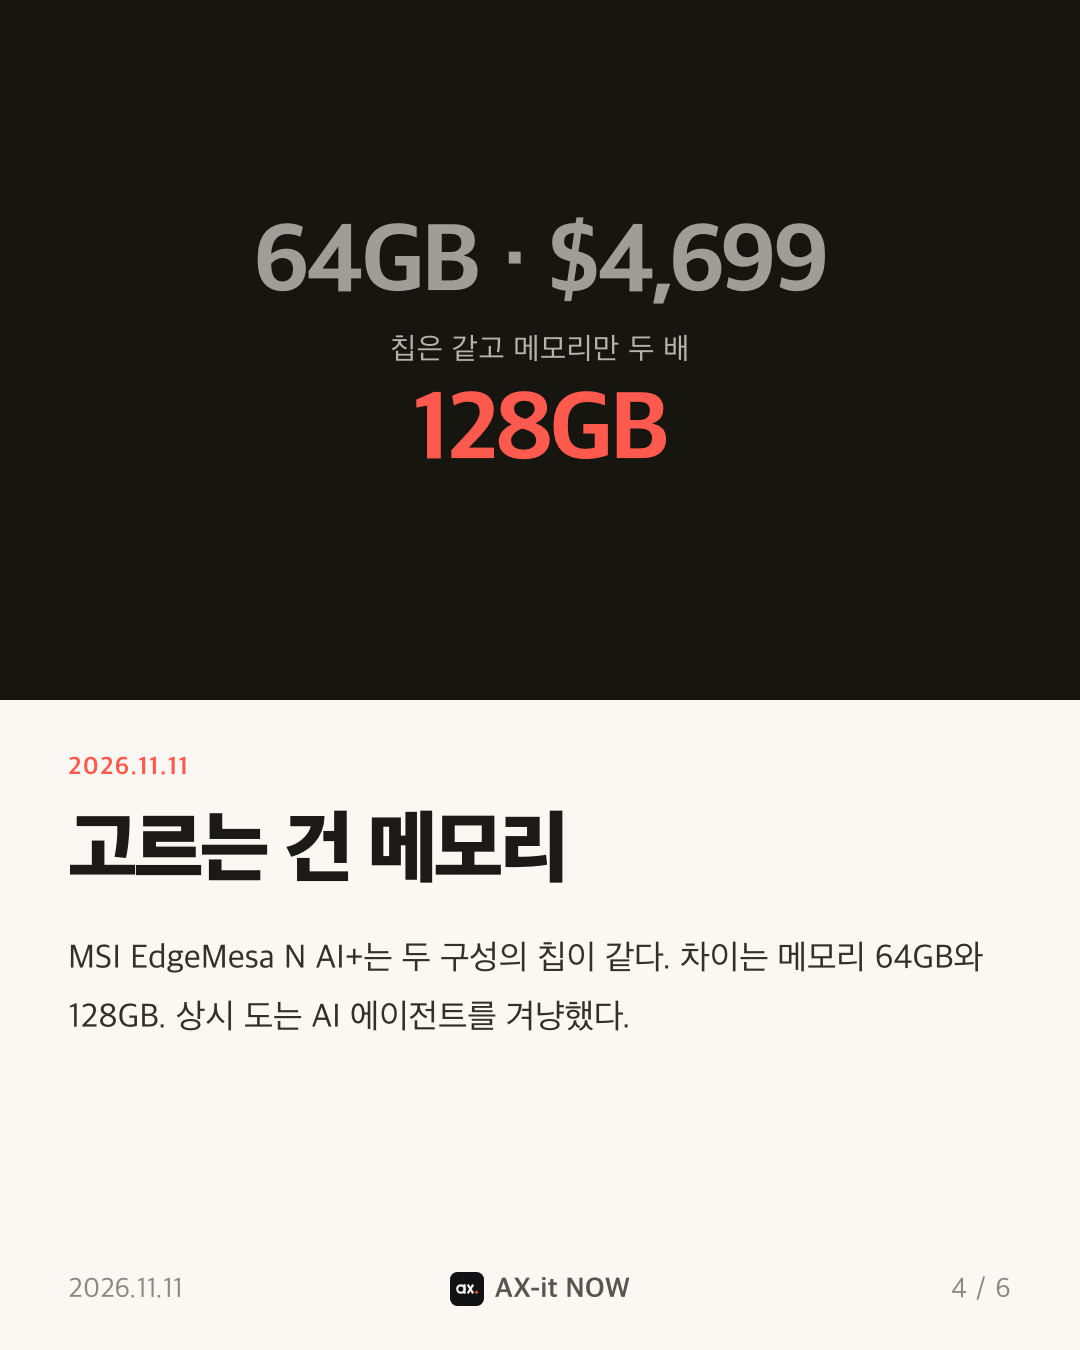 64GB · $4,699
칩은 같고 메모리만 두 배
128GB
2026.11.11
고르는 건 메모리
MSI EdgeMesa N AI+는 두 구성의 칩이 같다. 차이는 메모리 64GB와
128GB. 상시 도는 AI 에이전트를 겨냥했다.
2026.11.11
ax. AX-it NOW
4 / 6